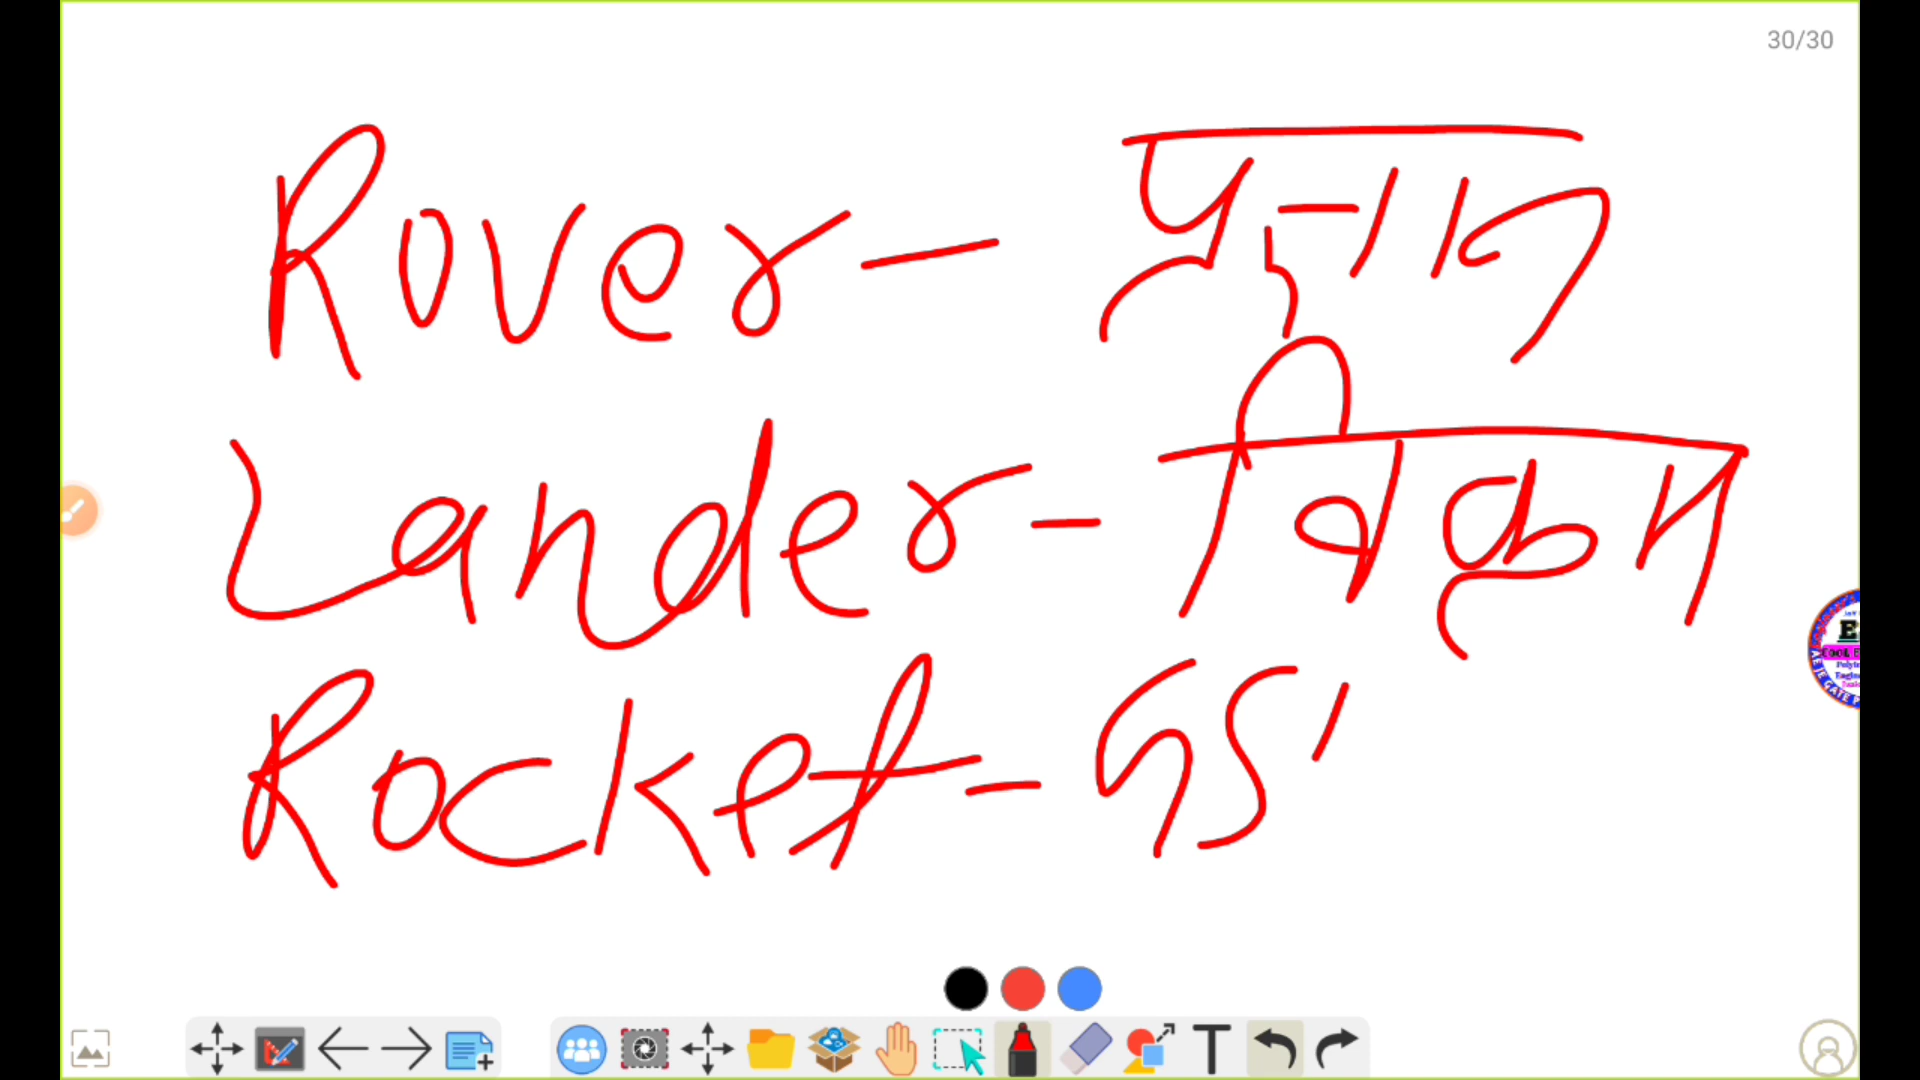 30/30
Rover – प्रज्ञान
Lander – विक्रम
Rocket –
T